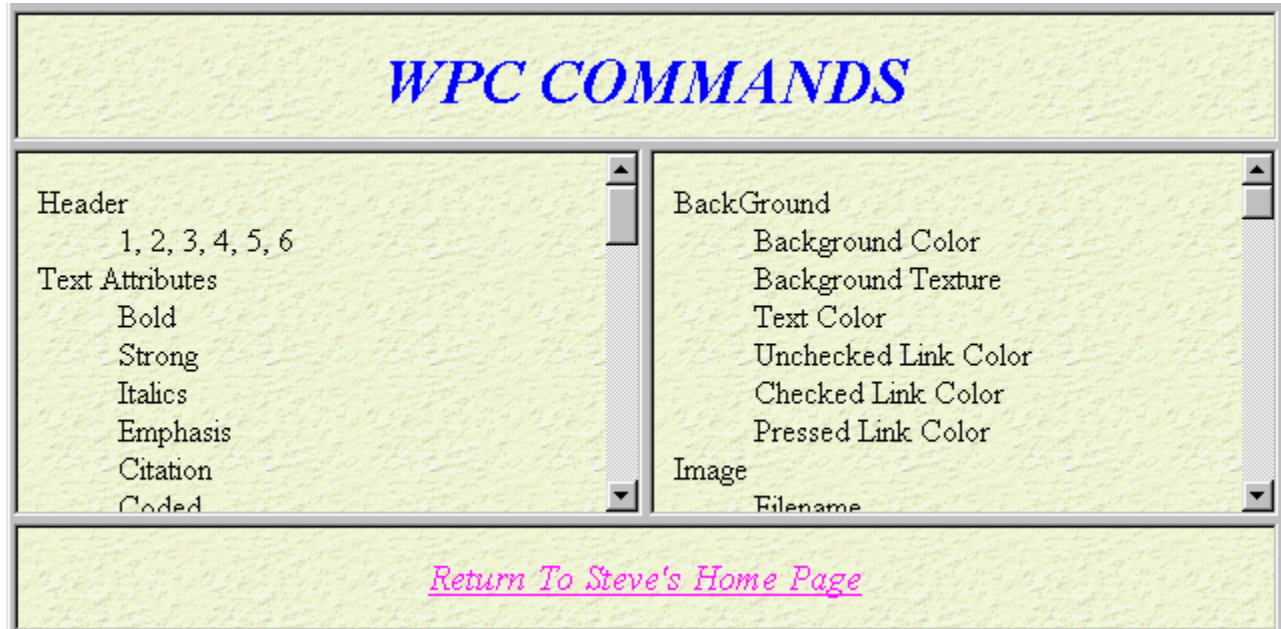 WPC COMMANDS
Header
1, 2, 3, 4, 5, 6
Text Attributes
Bold
Strong
Italics
Emphasis
Citation
Coded
BackGround
Background Color
Background Texture
Text Color
Unchecked Link Color
Checked Link Color
Pressed Link Color
Image
Filename
Return To Steve's Home Page